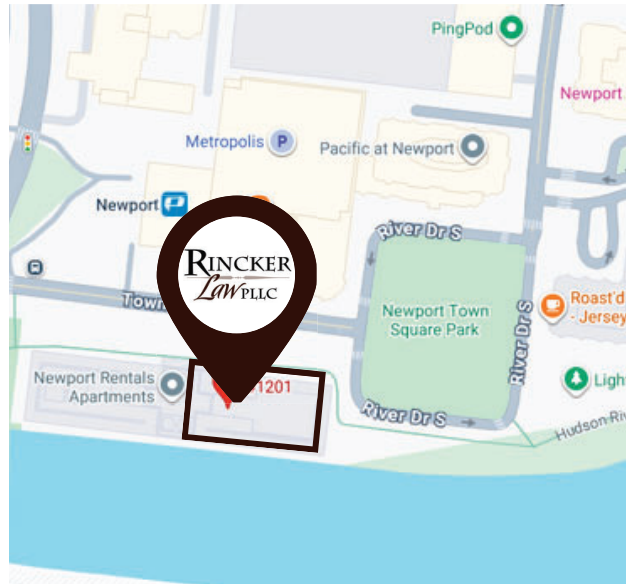 PingPod
Newport
Metropolis
P
Pacific at Newport
Newport
River Dr S
RINCKER
LAW PLLC
Town
Newport Town
Square Park
River Dr S
Roast'd
- Jersey
Newport Rentals
Apartments
1201
Ligh
River Dr S
Hudson Riv